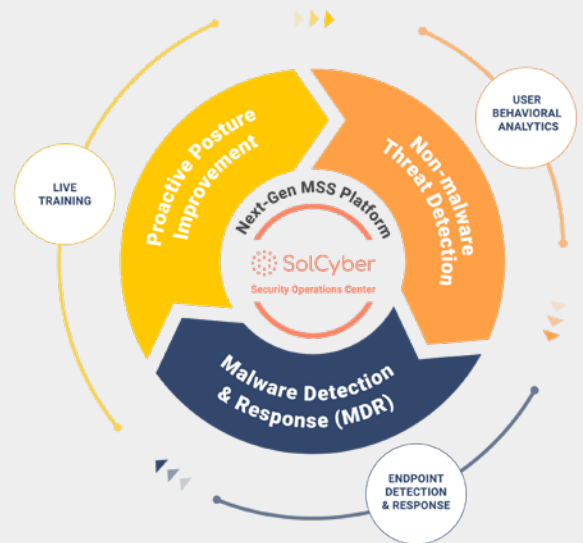 USER
BEHAVIORAL
ANALYTICS
Proactive Posture
Improvement
Non-malware
Threat Detection
LIVE
TRAINING
Next-Gen MSS Platform
SolCyber
Security Operations Center
Malware Detection
& Response (MDR)
ENDPOINT
DETECTION
& RESPONSE